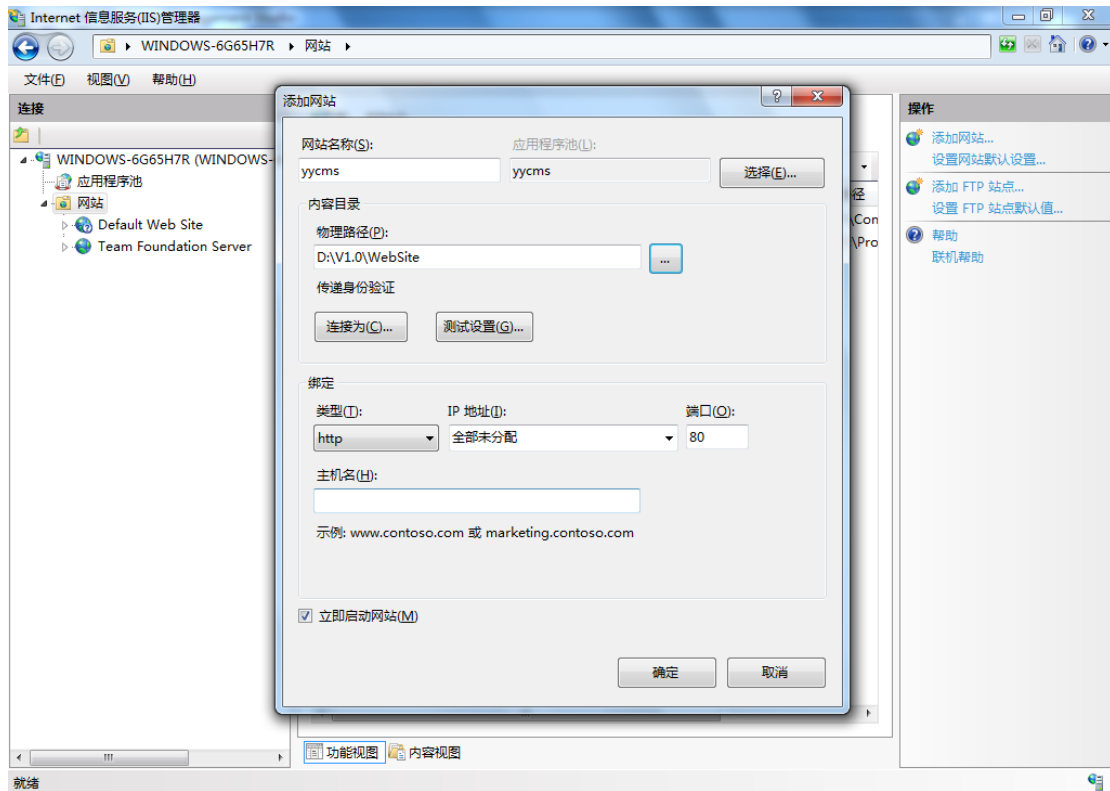 Internet 信息服务(IIS)管理器
WINDOWS-6G65H7R
网站
文件(F) 视图(V) 帮助(H)
连接
WINDOWS-6G65H7R (WINDOWS-
应用程序池
网站
Default Web Site
Team Foundation Server
添加网站
网站名称(S):
应用程序池(L):
yycms
yycms
选择(E)...
内容目录
物理路径(P):
D:\V1.0\WebSite
...
传递身份验证
连接为(C)...
测试设置(G)...
绑定
类型(T):
IP 地址(I):
端口(O):
http
全部未分配
80
主机名(H):
示例: www.contoso.com 或 marketing.contoso.com
立即启动网站(M)
确定
取消
径
\Con
\Pro
功能视图
内容视图
操作
添加网站...
设置网站默认设置...
添加 FTP 站点...
设置 FTP 站点默认值...
帮助
联机帮助
就绪